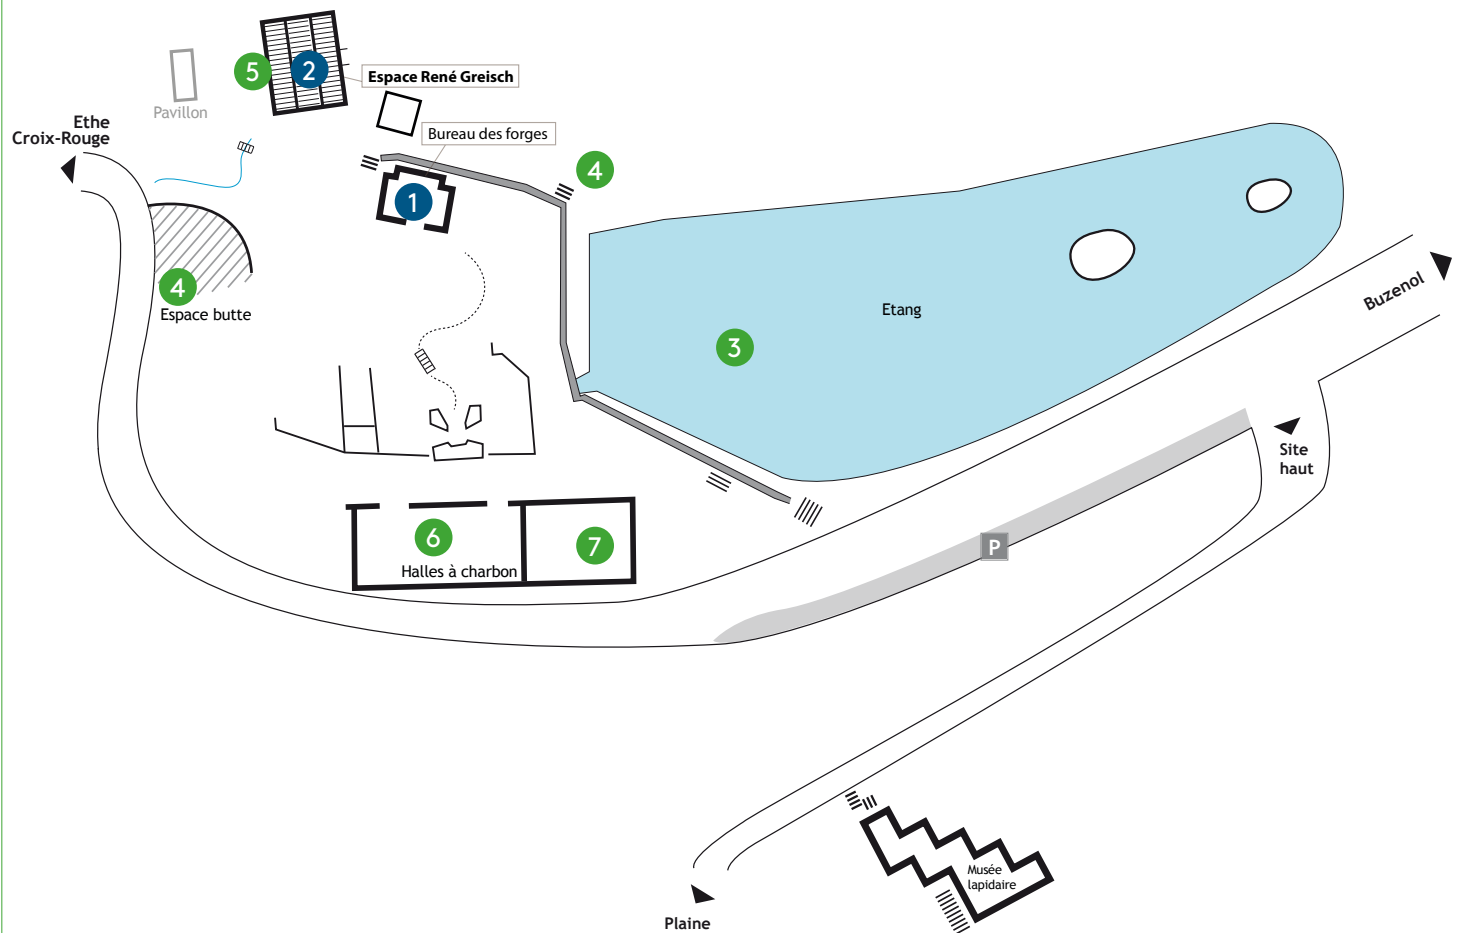 5
2
Espace René Greisch
Pavillon
Ethe
Croix-Rouge
Bureau des forges
4
1
4
Espace butte
Buzenol
Etang
3
Site
haut
P
6
7
Halles à charbon
Musée
lapidaire
Plaine